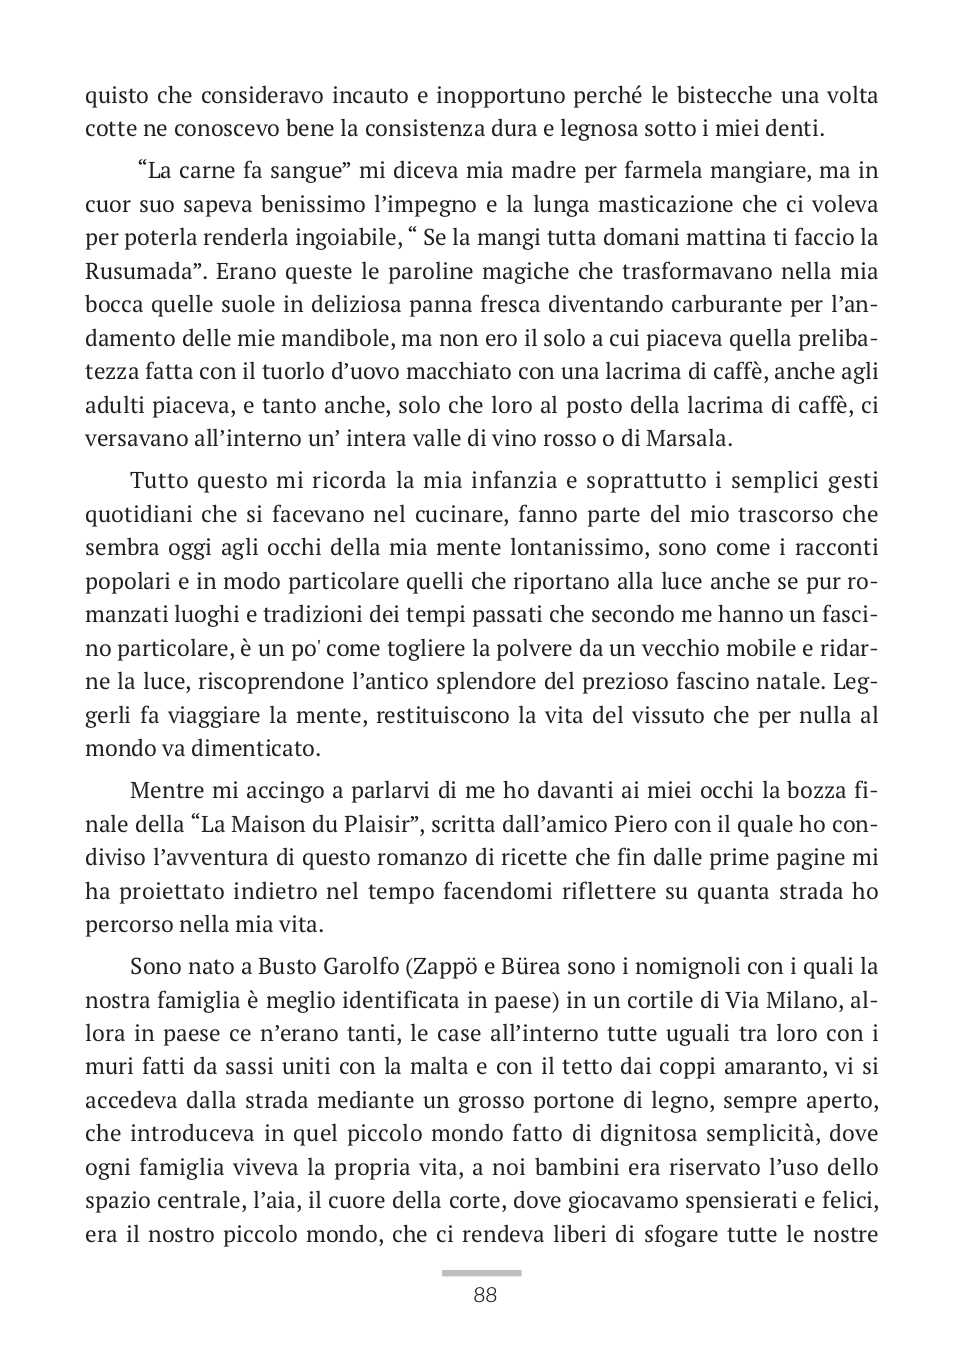 quisto che consideravo incauto e inopportuno perché le bistecche una volta
cotte ne conoscevo bene la consistenza dura e legnosa sotto i miei denti.
“La carne fa sangue” mi diceva mia madre per farmela mangiare, ma in
cuor suo sapeva benissimo l’impegno e la lunga masticazione che ci voleva
per poterla renderla ingoiabile, “ Se la mangi tutta domani mattina ti faccio la
Rusumada”. Erano queste le paroline magiche che trasformavano nella mia
bocca quelle suole in deliziosa panna fresca diventando carburante per l’an-
damento delle mie mandibole, ma non ero il solo a cui piaceva quella preliba-
tezza fatta con il tuorlo d’uovo macchiato con una lacrima di caffè, anche agli
adulti piaceva, e tanto anche, solo che loro al posto della lacrima di caffè, ci
versavano all’interno un’ intera valle di vino rosso o di Marsala.
Tutto questo mi ricorda la mia infanzia e soprattutto i semplici gesti
quotidiani che si facevano nel cucinare, fanno parte del mio trascorso che
sembra oggi agli occhi della mia mente lontanissimo, sono come i racconti
popolari e in modo particolare quelli che riportano alla luce anche se pur ro-
manzati luoghi e tradizioni dei tempi passati che secondo me hanno un fasci-
no particolare, è un po' come togliere la polvere da un vecchio mobile e ridar-
ne la luce, riscoprendone l’antico splendore del prezioso fascino natale. Leg-
gerli fa viaggiare la mente, restituiscono la vita del vissuto che per nulla al
mondo va dimenticato.
Mentre mi accingo a parlarvi di me ho davanti ai miei occhi la bozza fi-
nale della “La Maison du Plaisir”, scritta dall’amico Piero con il quale ho con-
diviso l’avventura di questo romanzo di ricette che fin dalle prime pagine mi
ha proiettato indietro nel tempo facendomi riflettere su quanta strada ho
percorso nella mia vita.
Sono nato a Busto Garolfo (Zappö e Bürea sono i nomignoli con i quali la
nostra famiglia è meglio identificata in paese) in un cortile di Via Milano, al-
lora in paese ce n’erano tanti, le case all’interno tutte uguali tra loro con i
muri fatti da sassi uniti con la malta e con il tetto dai coppi amaranto, vi si
accedeva dalla strada mediante un grosso portone di legno, sempre aperto,
che introduceva in quel piccolo mondo fatto di dignitosa semplicità, dove
ogni famiglia viveva la propria vita, a noi bambini era riservato l’uso dello
spazio centrale, l’aia, il cuore della corte, dove giocavamo spensierati e felici,
era il nostro piccolo mondo, che ci rendeva liberi di sfogare tutte le nostre
88